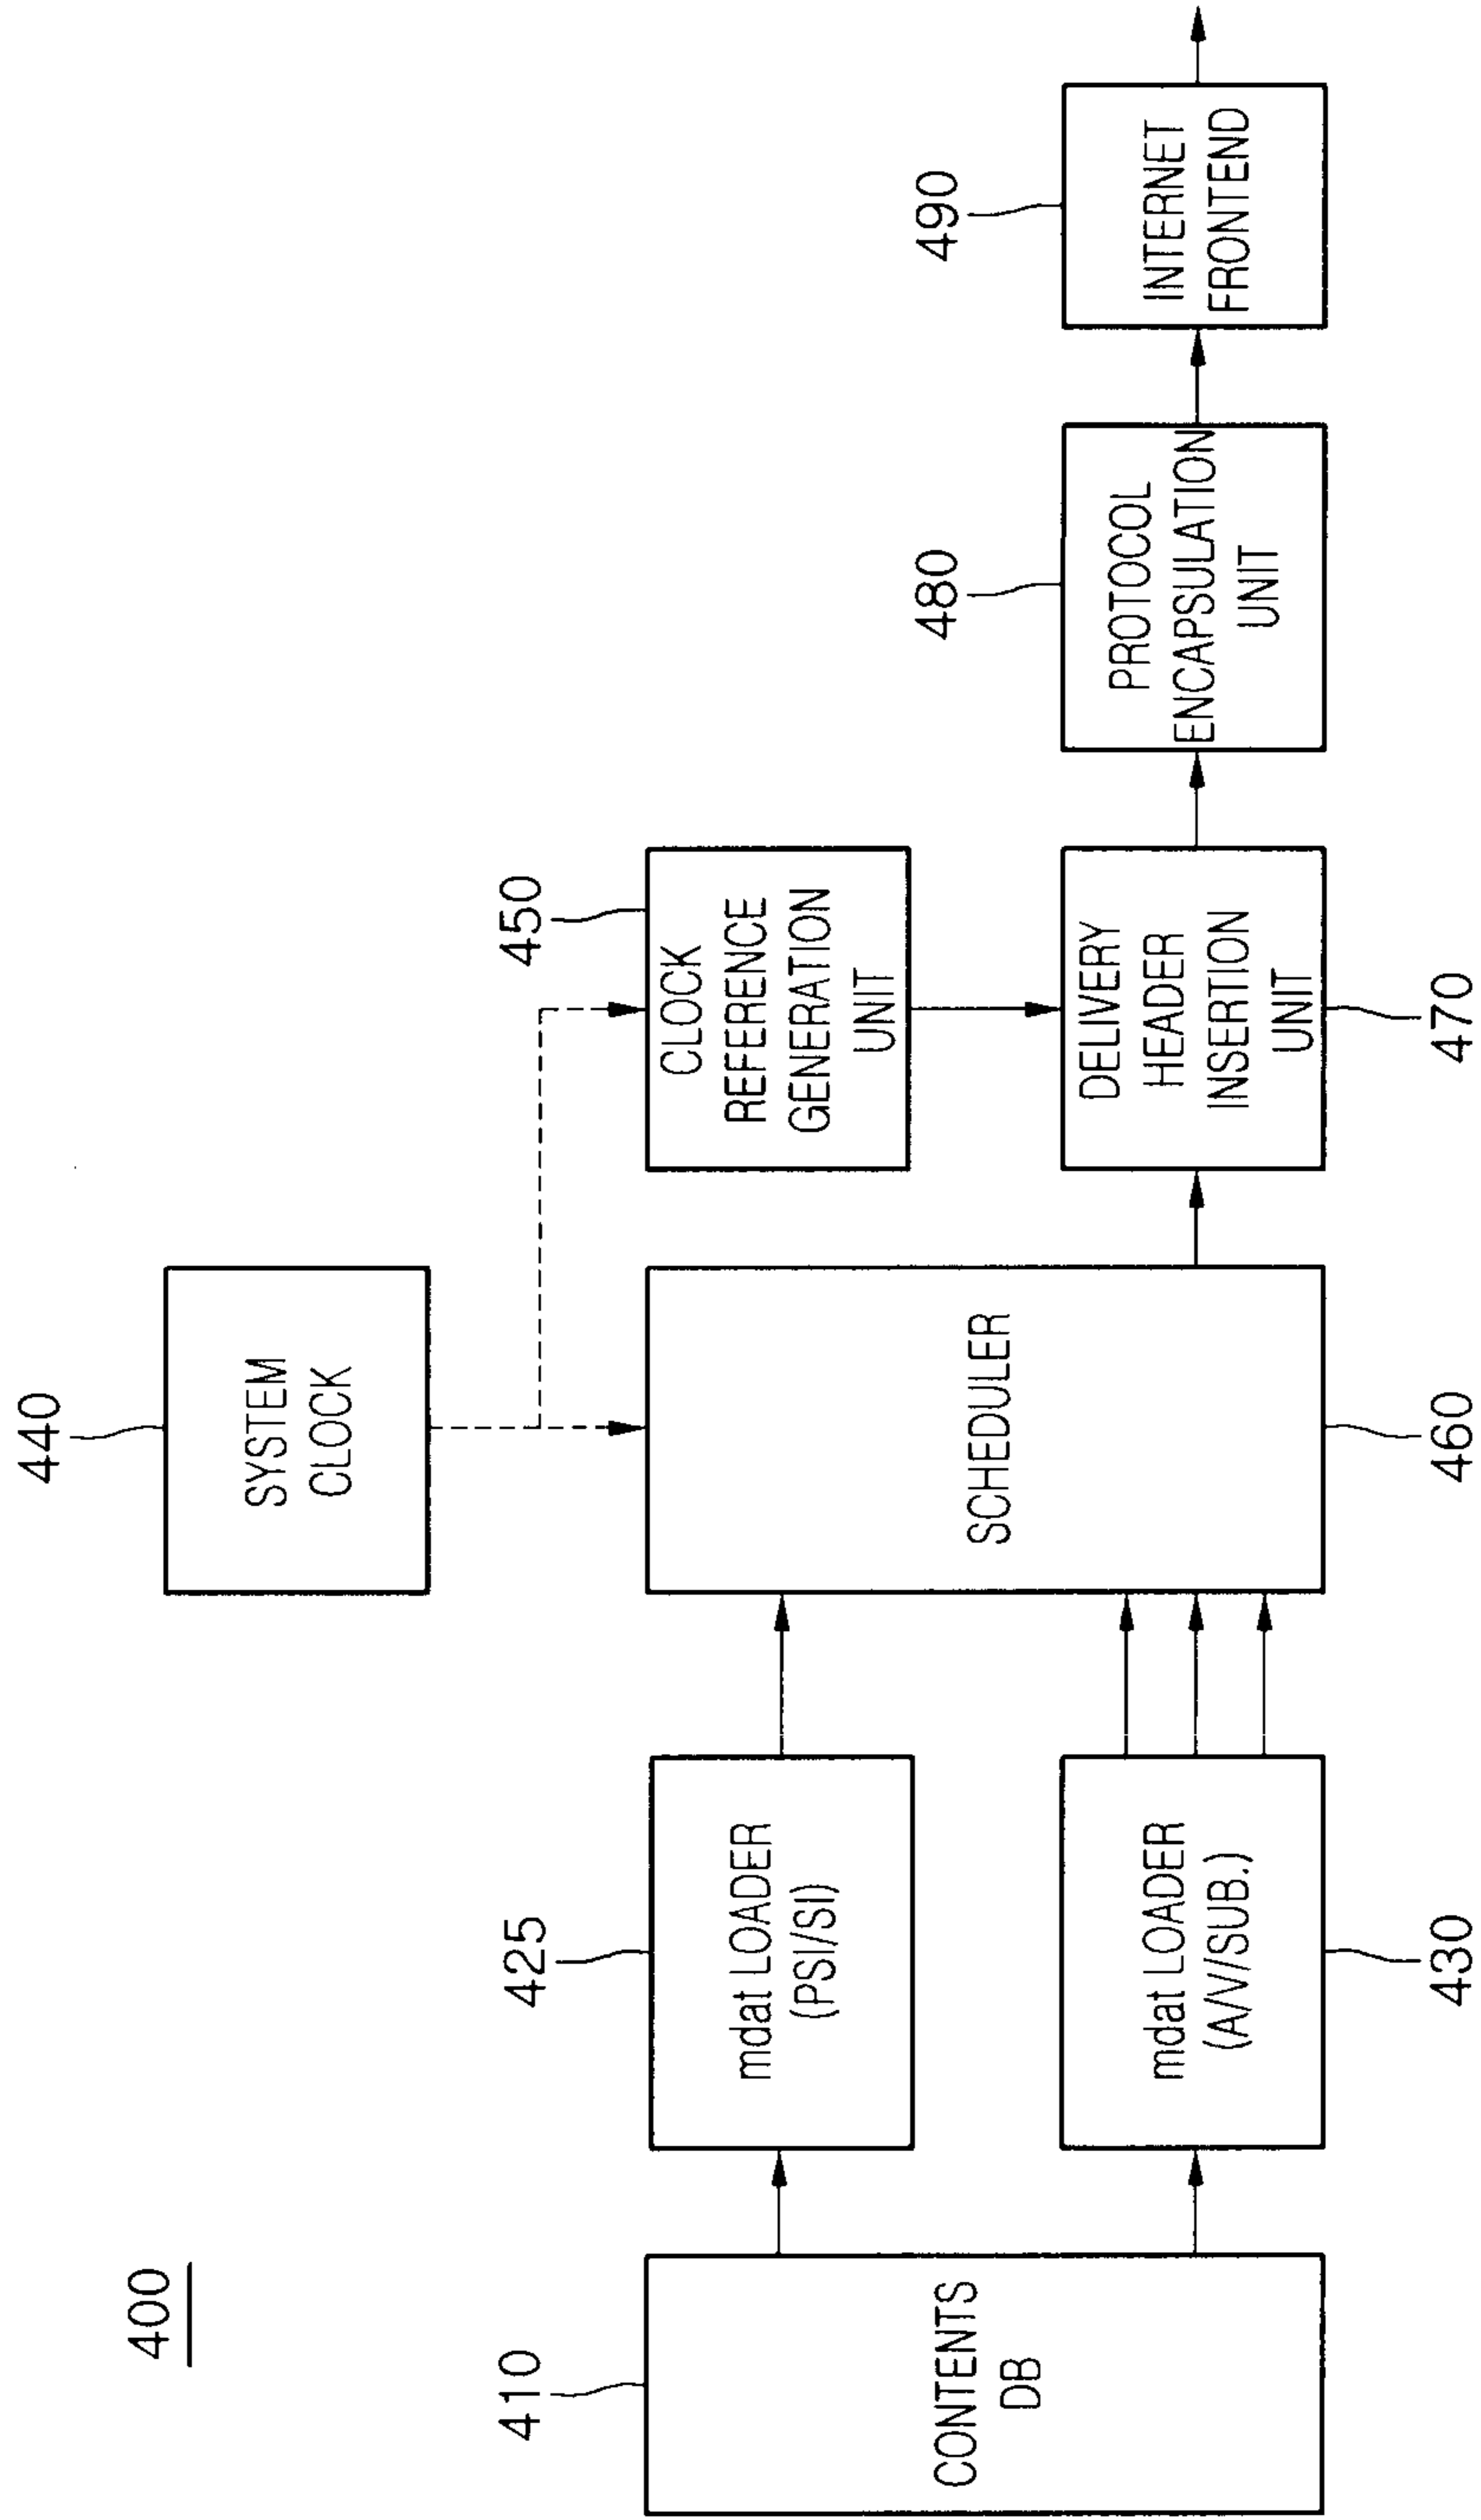 400
440
SYSTEM
CLOCK
410
CONTENTS
DB
425
mdat LOADER
(PSI/SI)
450
CLOCK
REFERENCE
GENERATION
UNIT
SCHEDULER
460
mdat LOADER
(A/V/SUB.)
430
DELIVERY
HEADER
INSERTION
UNIT
470
480
PROTOCOL
ENCAPSULATION
UNIT
490
INTERNET
FRONTEND